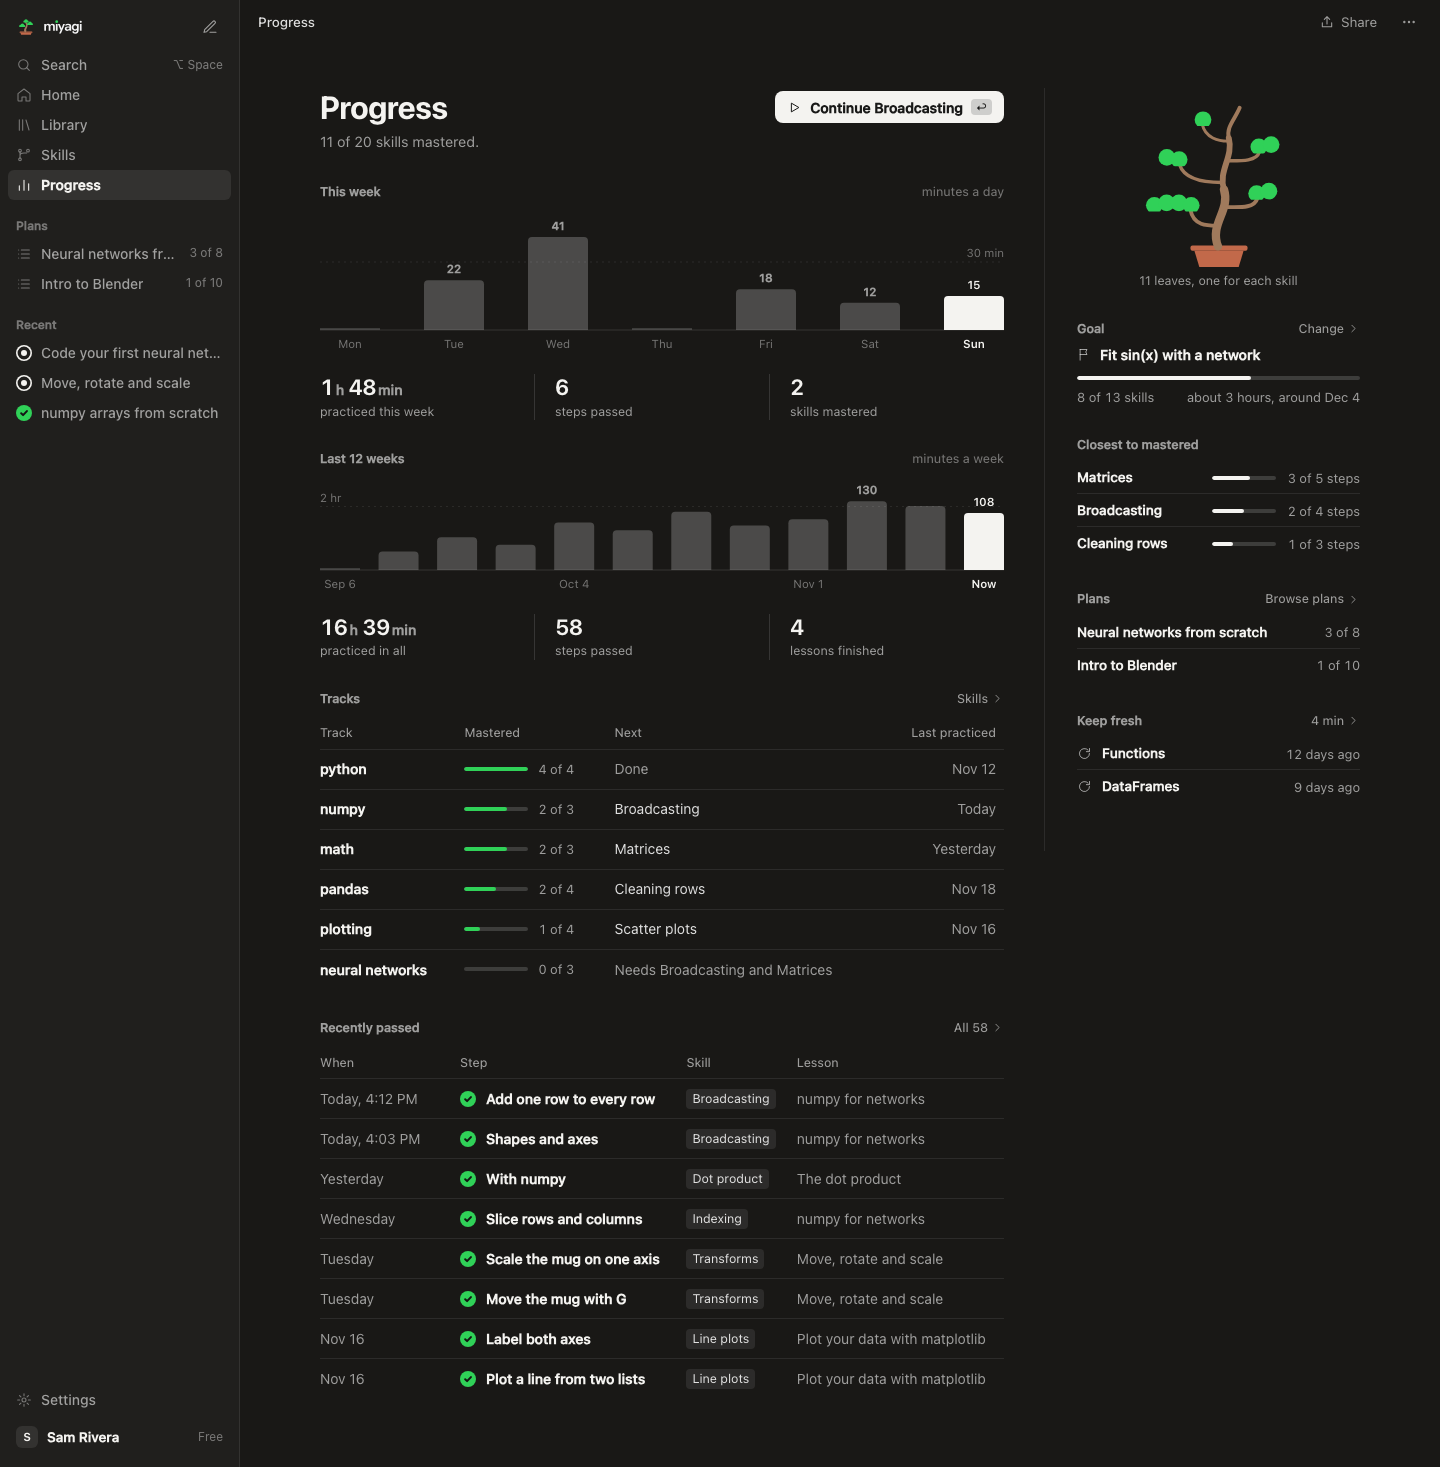 miyagi
Search ⌥ Space
Home
Library
Skills
Progress
Plans
Neural networks fr... 3 of 8
Intro to Blender 1 of 10
Recent
Code your first neural net...
Move, rotate and scale
numpy arrays from scratch
Settings
S Sam Rivera Free
Progress
Share
Progress
Continue Broadcasting
11 of 20 skills mastered.
This week minutes a day
30 min
22 41 18 12 15
Mon Tue Wed Thu Fri Sat Sun
1 h 48 min 6 2
practiced this week steps passed skills mastered
Last 12 weeks minutes a week
2 hr
130 108
Sep 6 Oct 4 Nov 1 Now
16 h 39 min 58 4
practiced in all steps passed lessons finished
Tracks Skills
Track Mastered Next Last practiced
python 4 of 4 Done Nov 12
numpy 2 of 3 Broadcasting Today
math 2 of 3 Matrices Yesterday
pandas 2 of 4 Cleaning rows Nov 18
plotting 1 of 4 Scatter plots Nov 16
neural networks 0 of 3 Needs Broadcasting and Matrices
Recently passed All 58
When Step Skill Lesson
Today, 4:12 PM Add one row to every row Broadcasting numpy for networks
Today, 4:03 PM Shapes and axes Broadcasting numpy for networks
Yesterday With numpy Dot product The dot product
Wednesday Slice rows and columns Indexing numpy for networks
Tuesday Scale the mug on one axis Transforms Move, rotate and scale
Tuesday Move the mug with G Transforms Move, rotate and scale
Nov 16 Label both axes Line plots Plot your data with matplotlib
Nov 16 Plot a line from two lists Line plots Plot your data with matplotlib
11 leaves, one for each skill
Goal Change
Fit sin(x) with a network
8 of 13 skills about 3 hours, around Dec 4
Closest to mastered
Matrices 3 of 5 steps
Broadcasting 2 of 4 steps
Cleaning rows 1 of 3 steps
Plans Browse plans
Neural networks from scratch 3 of 8
Intro to Blender 1 of 10
Keep fresh 4 min
Functions 12 days ago
DataFrames 9 days ago